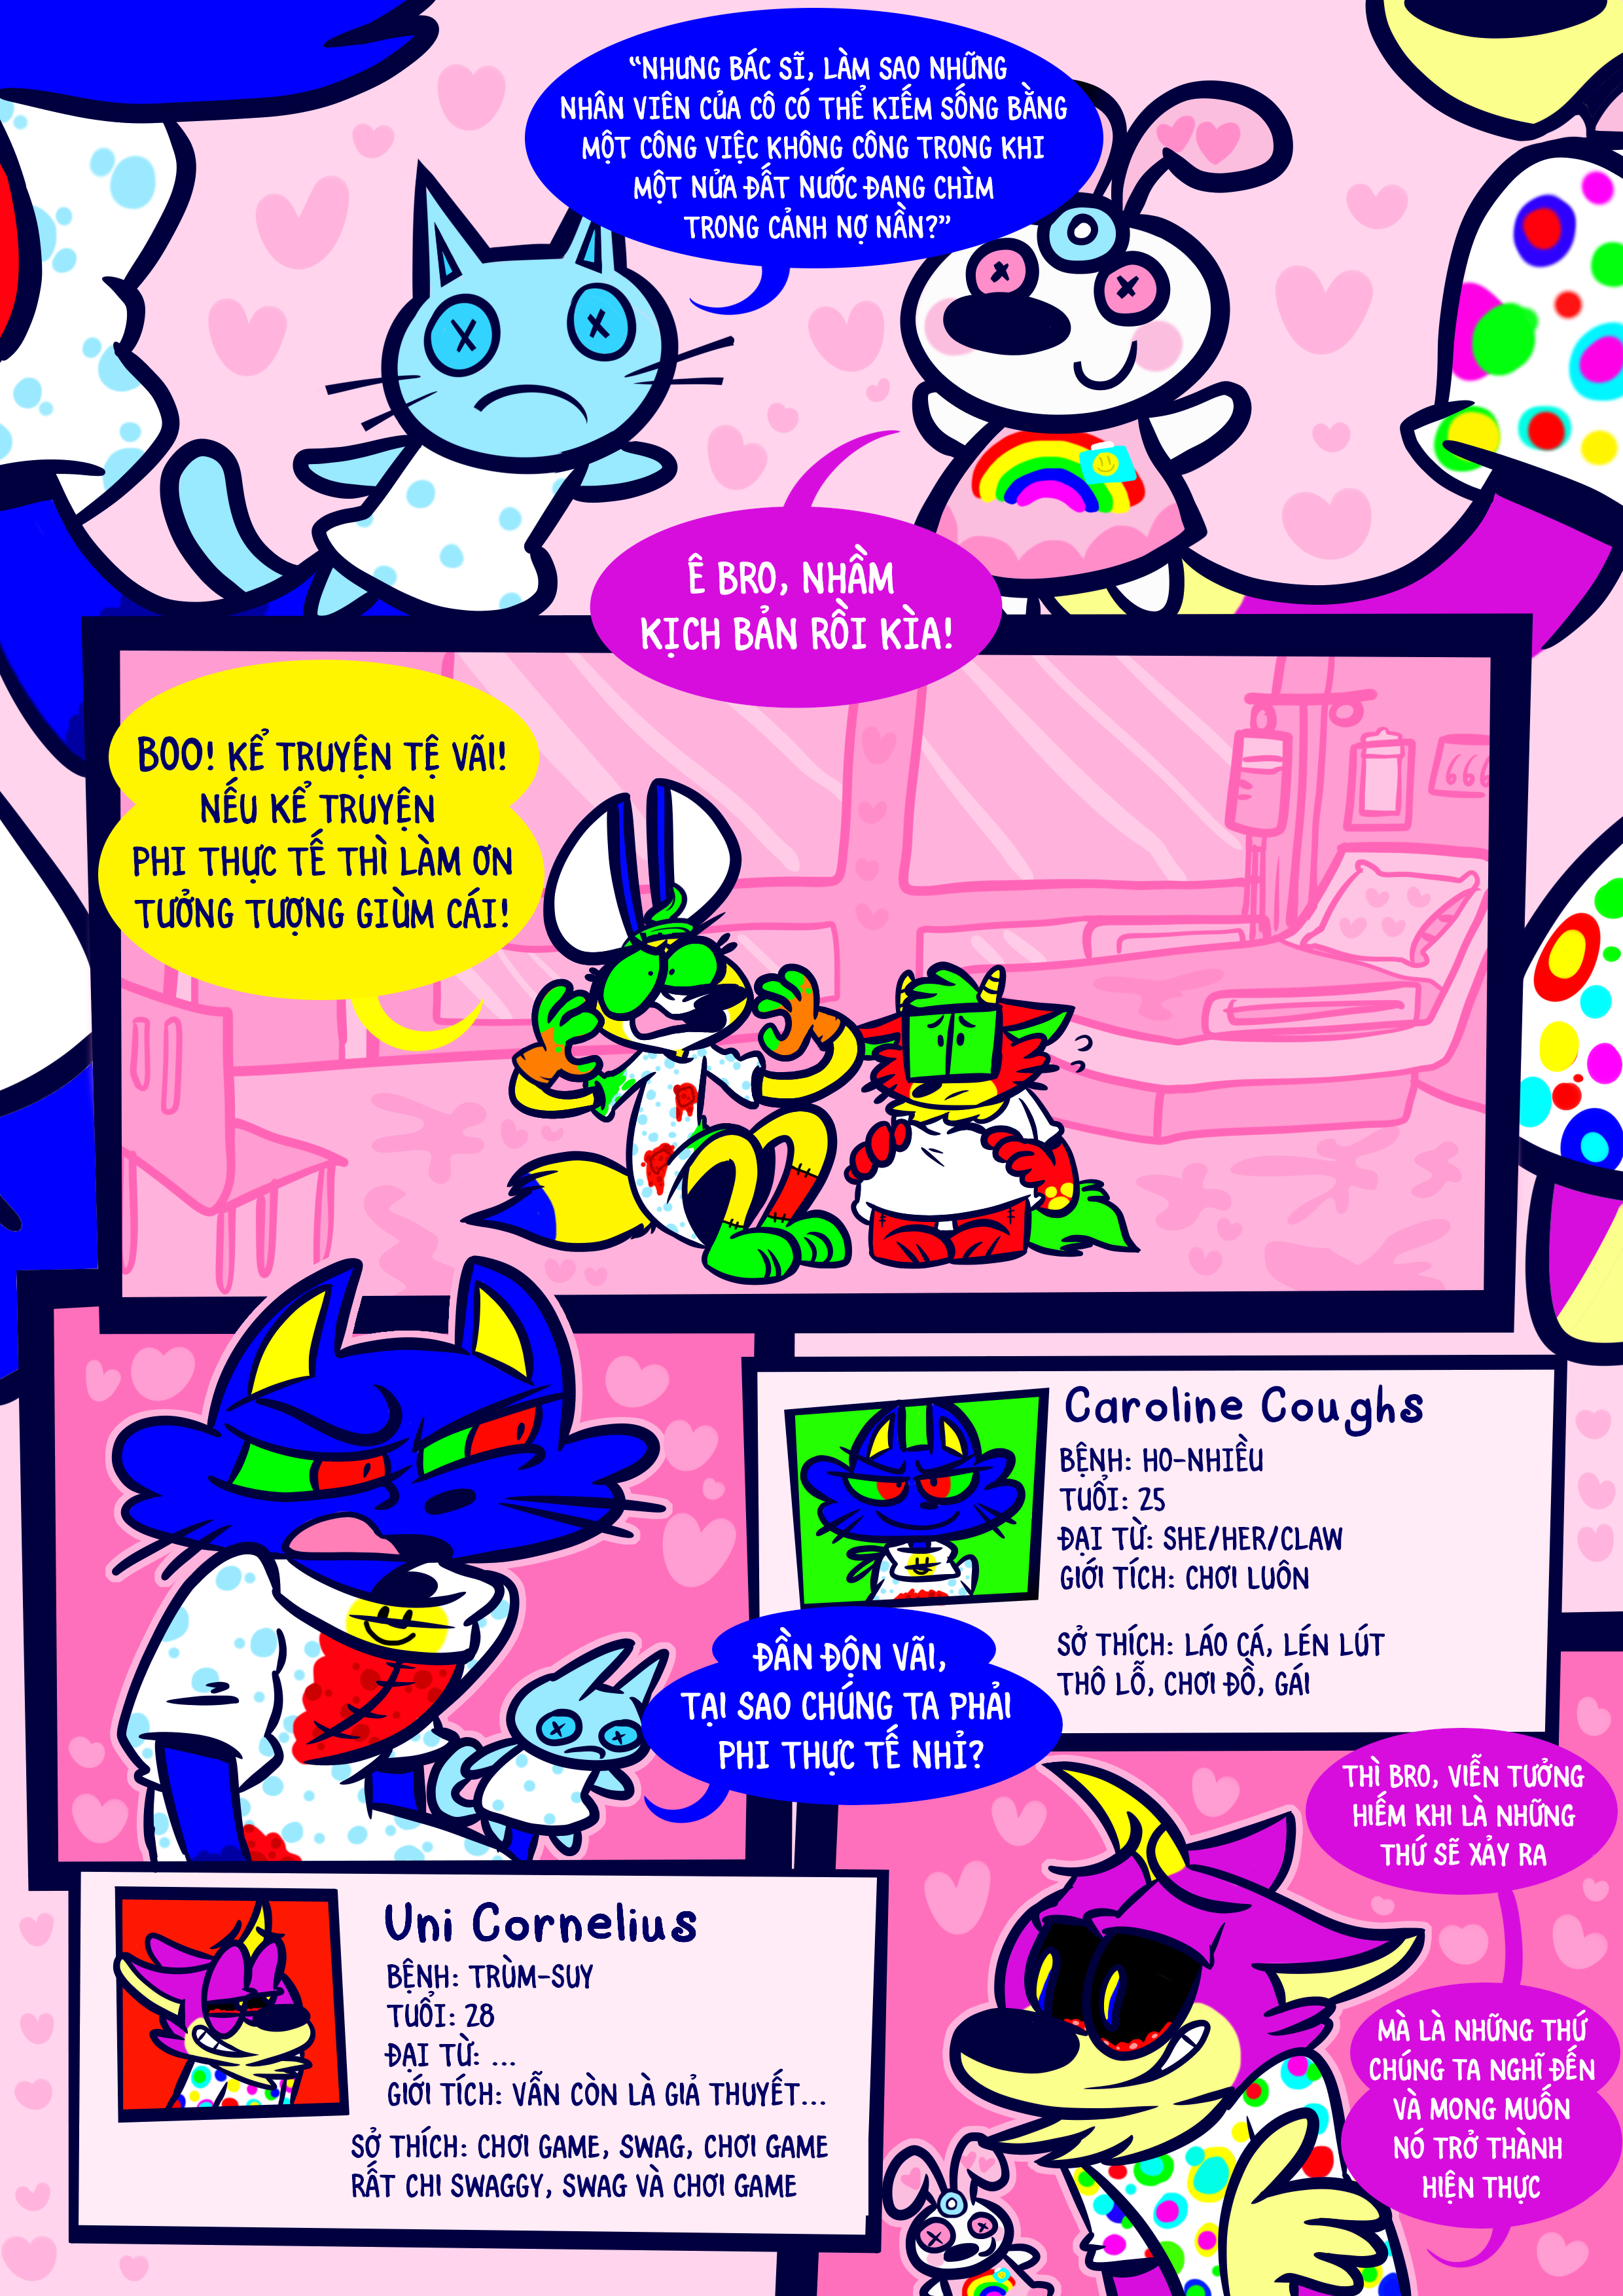 “NHƯNG BÁC SĨ, LÀM SAO NHỮNG
NHÂN VIÊN CỦA CÔ CÓ THỂ KIẾM SỐNG BẰNG
MỘT CÔNG VIỆC KHÔNG CÔNG TRONG KHI
MỘT NỬA ĐẤT NƯỚC ĐANG CHÌM
TRONG CẢNH NỢ NẦN?”
Ê BRO, NHẦM
KỊCH BẢN RỒI KÌA!
BOO! KỂ TRUYỆN TỆ VÃI!
NẾU KỂ TRUYỆN
PHI THỰC TẾ THÌ LÀM ƠN
TƯỞNG TƯỢNG GIÙM CÁI!
666
Caroline Coughs
BỆNH: HO-NHIỀU
TUỔI: 25
ĐẠI TỪ: SHE/HER/CLAW
GIỚI TÍCH: CHƠI LUÔN
SỞ THÍCH: LÁO CÁ, LÉN LÚT
THÔ LỖ, CHƠI ĐỒ, GÁI
ĐẦN ĐỘN VÃI,
TẠI SAO CHÚNG TA PHẢI
PHI THỰC TẾ NHỈ?
THÌ BRO, VIỄN TƯỞNG
HIẾM KHI LÀ NHỮNG
THỨ SẼ XẢY RA
Uni Cornelius
BỆNH: TRÙM-SUY
TUỔI: 28
ĐẠI TỪ: ...
GIỚI TÍCH: VẪN CÒN LÀ GIẢ THUYẾT...
SỞ THÍCH: CHƠI GAME, SWAG, CHƠI GAME
RẤT CHI SWAGGY, SWAG VÀ CHƠI GAME
MÀ LÀ NHỮNG THỨ
CHÚNG TA NGHĨ ĐẾN
VÀ MONG MUỐN
NÓ TRỞ THÀNH
HIỆN THỰC